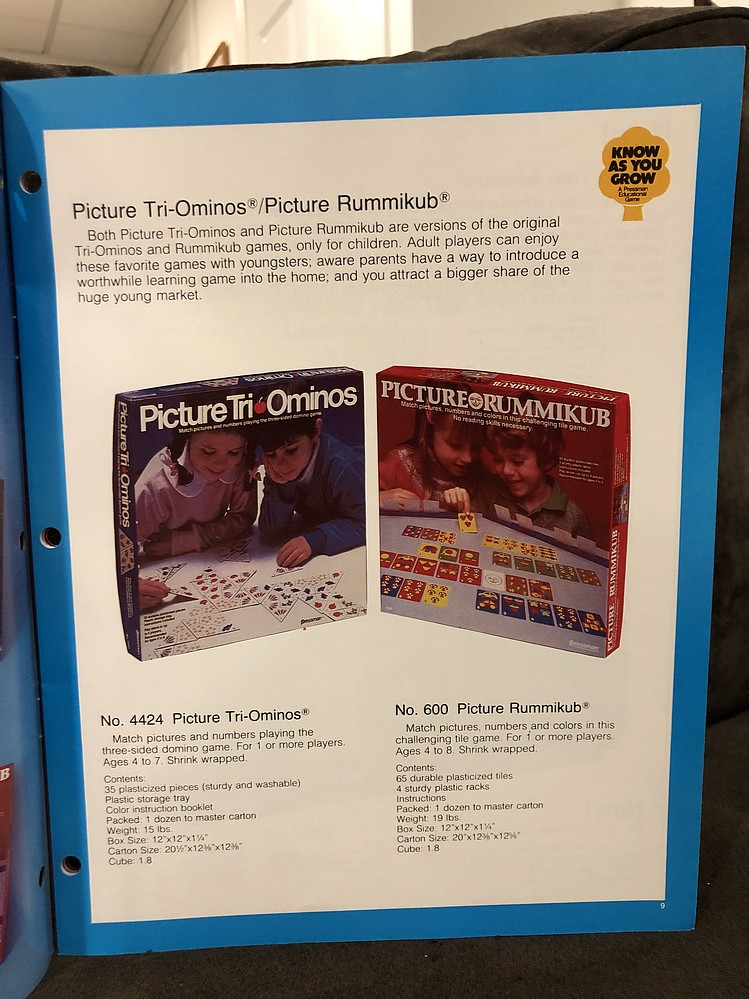 KNOW
AS YOU
GROW
A Pressman
Educational
Game
Picture Tri-Ominos®/Picture Rummikub®
Both Picture Tri-Ominos and Picture Rummikub are versions of the original
Tri-Ominos and Rummikub games, only for children. Adult players can enjoy
these favorite games with youngsters; aware parents have a way to introduce a
worthwhile learning game into the home; and you attract a bigger share of the
huge young market.
Picture Tri-Ominos
Picture Tri-Ominos
Match pictures and numbers playing the three-sided domino game.
Picture Tri-Ominos
Pressman
PICTURE RUMMIKUB
PICTURE RUMMIKUB
Match pictures, numbers and colors in this challenging tile game.
No reading skills necessary.
PICTURE RUMMIKUB
Pressman
No. 4424 Picture Tri-Ominos®
Match pictures and numbers playing the
three-sided domino game. For 1 or more players.
Ages 4 to 7. Shrink wrapped.
Contents:
35 plasticized pieces (sturdy and washable)
Plastic storage tray
Color instruction booklet
Packed: 1 dozen to master carton
Weight: 15 lbs.
Box Size: 12"x12"x1¼"
Carton Size: 20½"x12⅜"x12⅜"
Cube: 1.8
No. 600 Picture Rummikub®
Match pictures, numbers and colors in this
challenging tile game. For 1 or more players.
Ages 4 to 8. Shrink wrapped.
Contents:
65 durable plasticized tiles
4 sturdy plastic racks
Instructions
Packed: 1 dozen to master carton
Weight: 19 lbs.
Box Size: 12"x12"x1¼"
Carton Size: 20"x12⅜"x12⅝"
Cube: 1.8
9
B